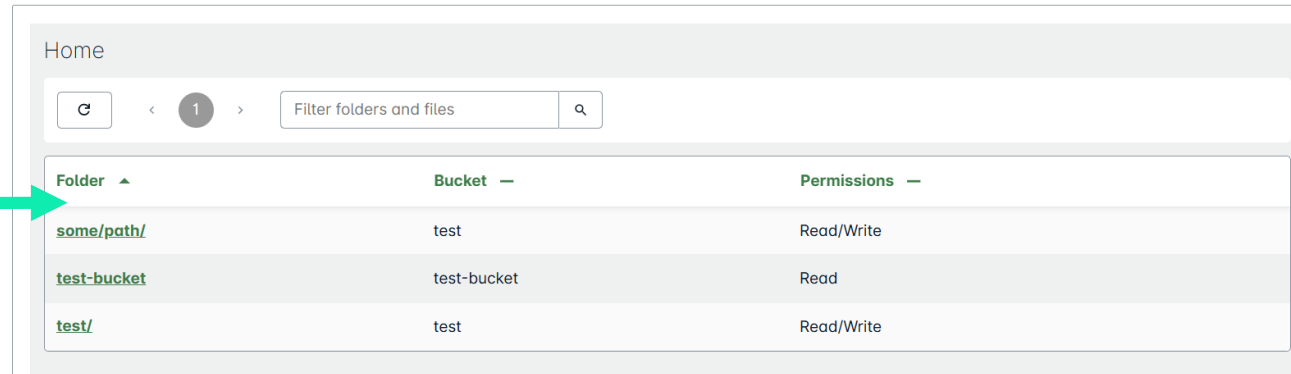 Home
1 Filter folders and files
Folder Bucket Permissions
some/path/ test Read/Write
test-bucket test-bucket Read
test/ test Read/Write